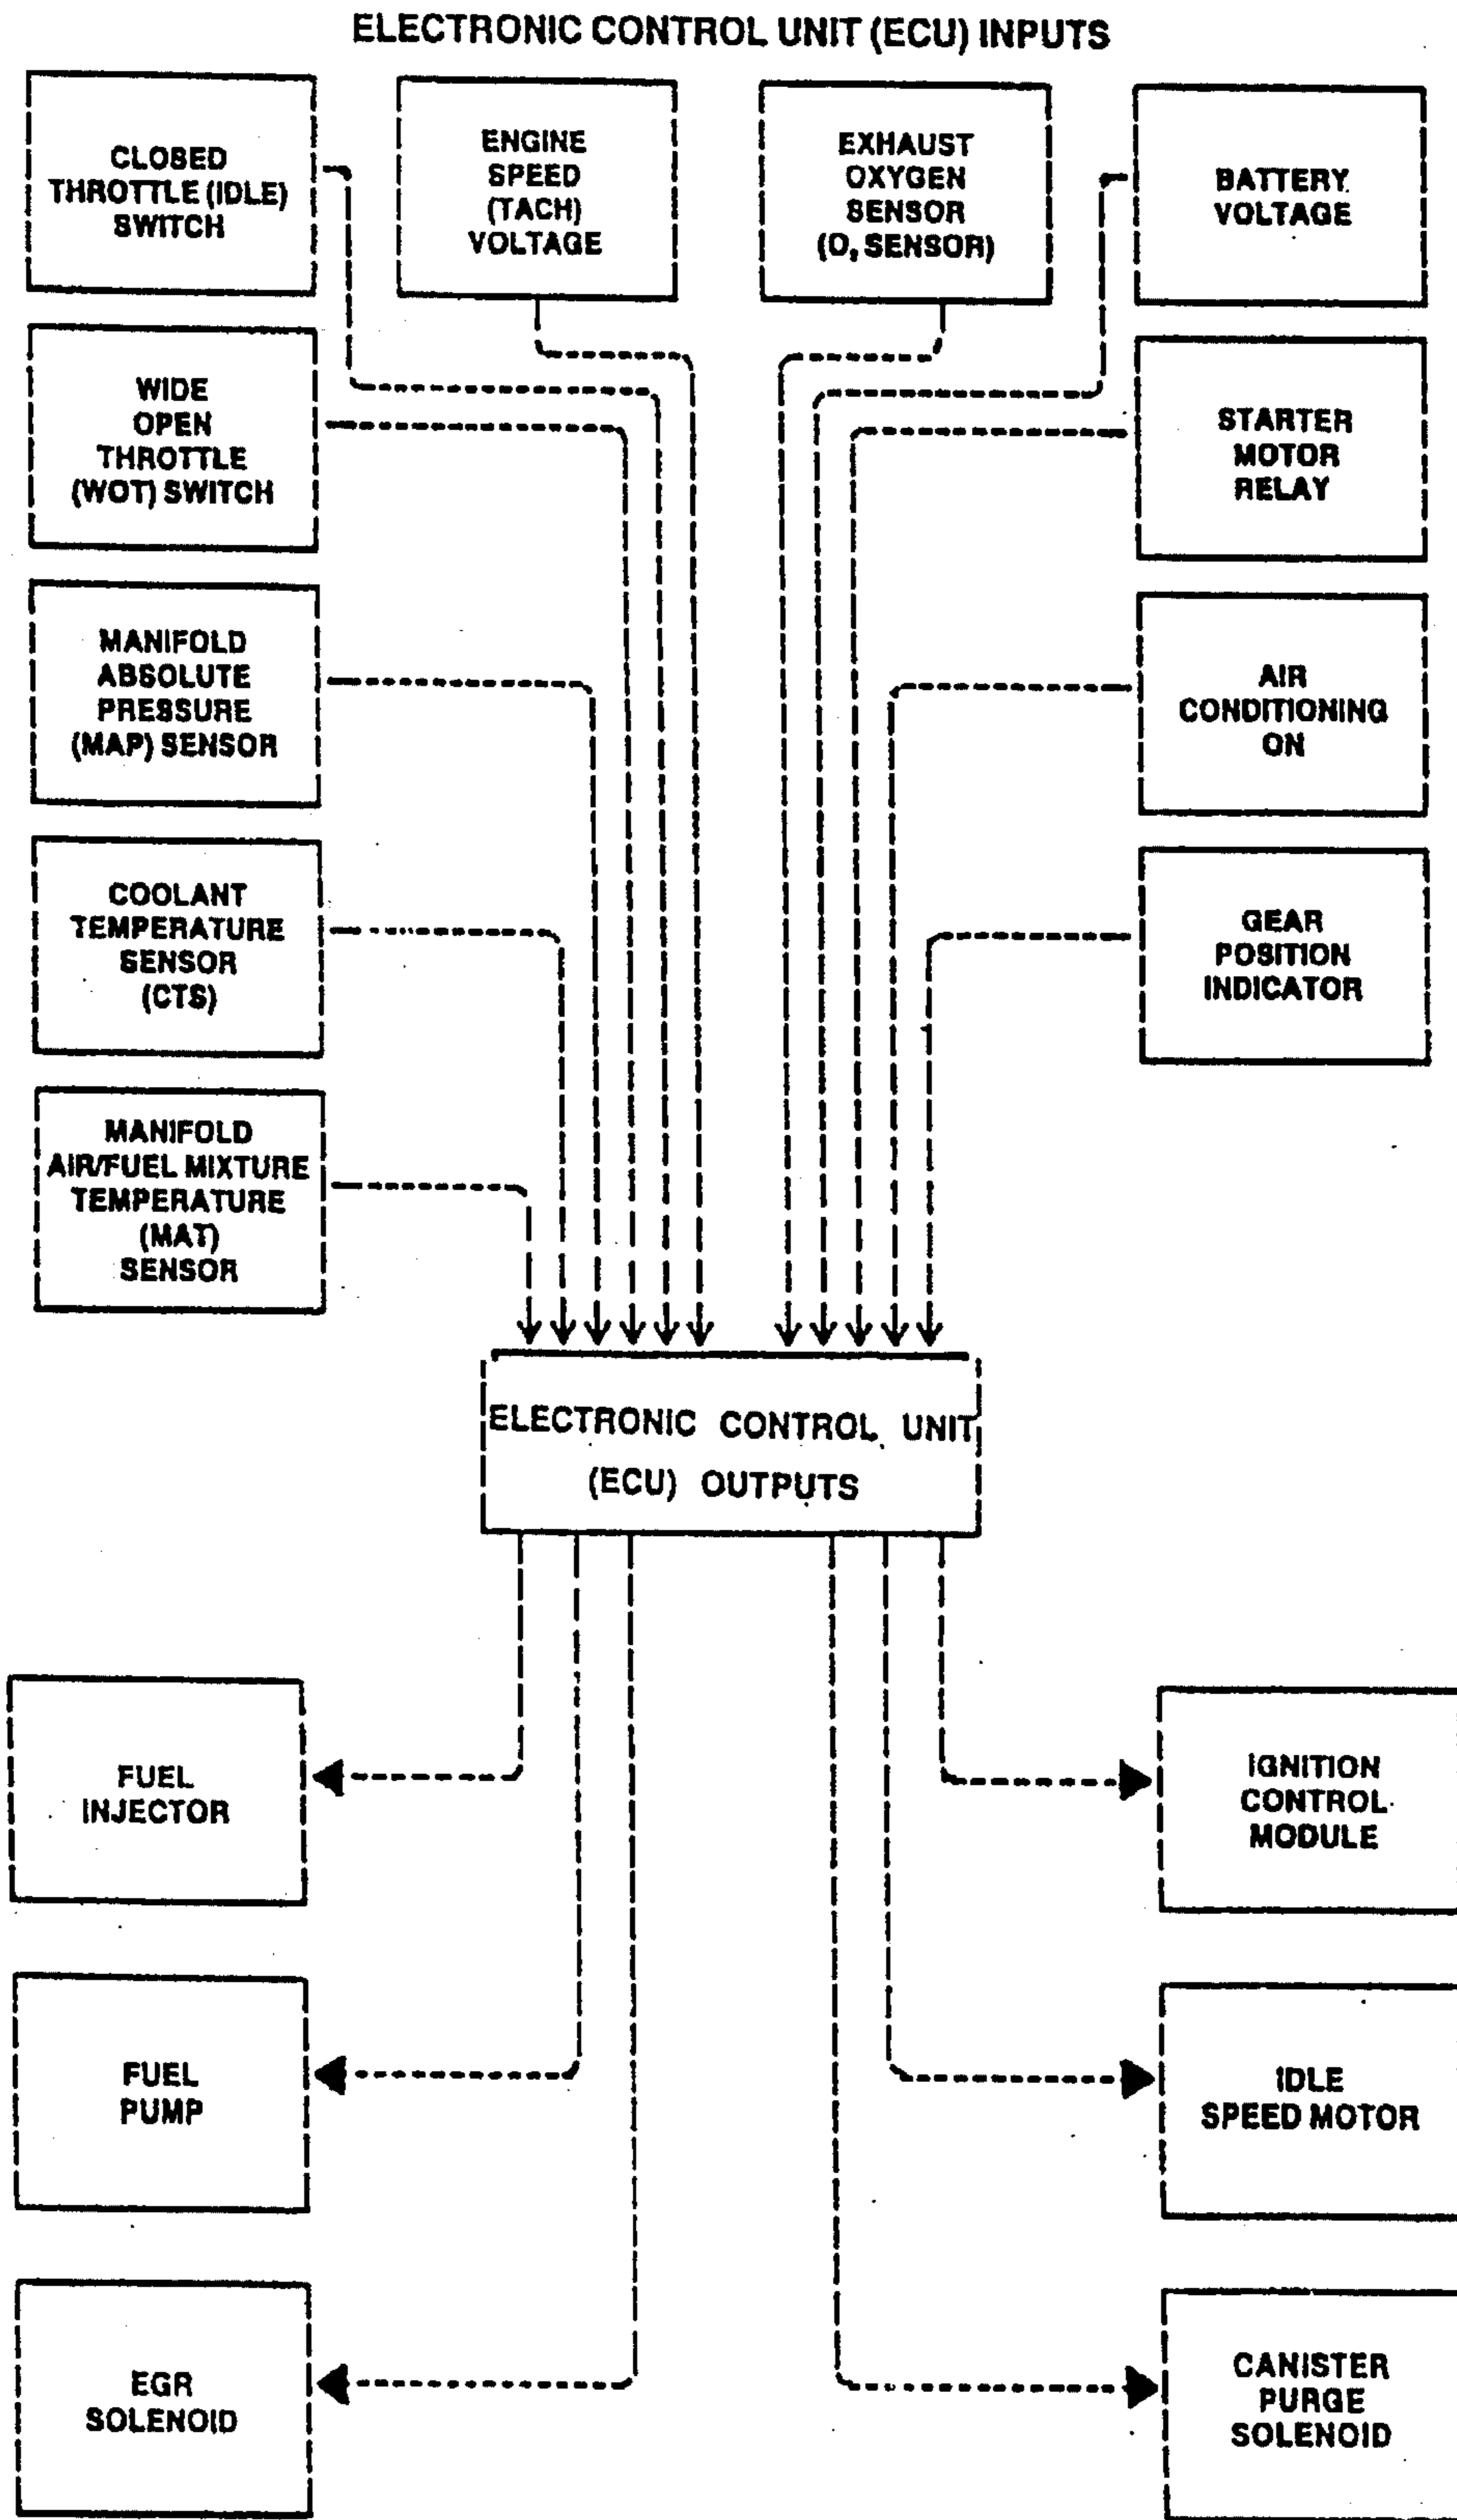 ELECTRONIC CONTROL UNIT (ECU) INPUTS
CLOSED
THROTTLE (IDLE)
SWITCH
ENGINE
SPEED
(TACH)
VOLTAGE
EXHAUST
OXYGEN
SENSOR
(O, SENSOR)
BATTERY
VOLTAGE
WIDE
OPEN
THROTTLE
(WOT) SWITCH
STARTER
MOTOR
RELAY
MANIFOLD
ABSOLUTE
PRESSURE
(MAP) SENSOR
AIR
CONDITIONING
ON
COOLANT
TEMPERATURE
SENSOR
(CTS)
GEAR
POSITION
INDICATOR
MANIFOLD
AIR/FUEL MIXTURE
TEMPERATURE
(MAT)
SENSOR
ELECTRONIC CONTROL UNIT
(ECU) OUTPUTS
FUEL
INJECTOR
IGNITION
CONTROL
MODULE
FUEL
PUMP
IDLE
SPEED MOTOR
EGR
SOLENOID
CANISTER
PURGE
SOLENOID